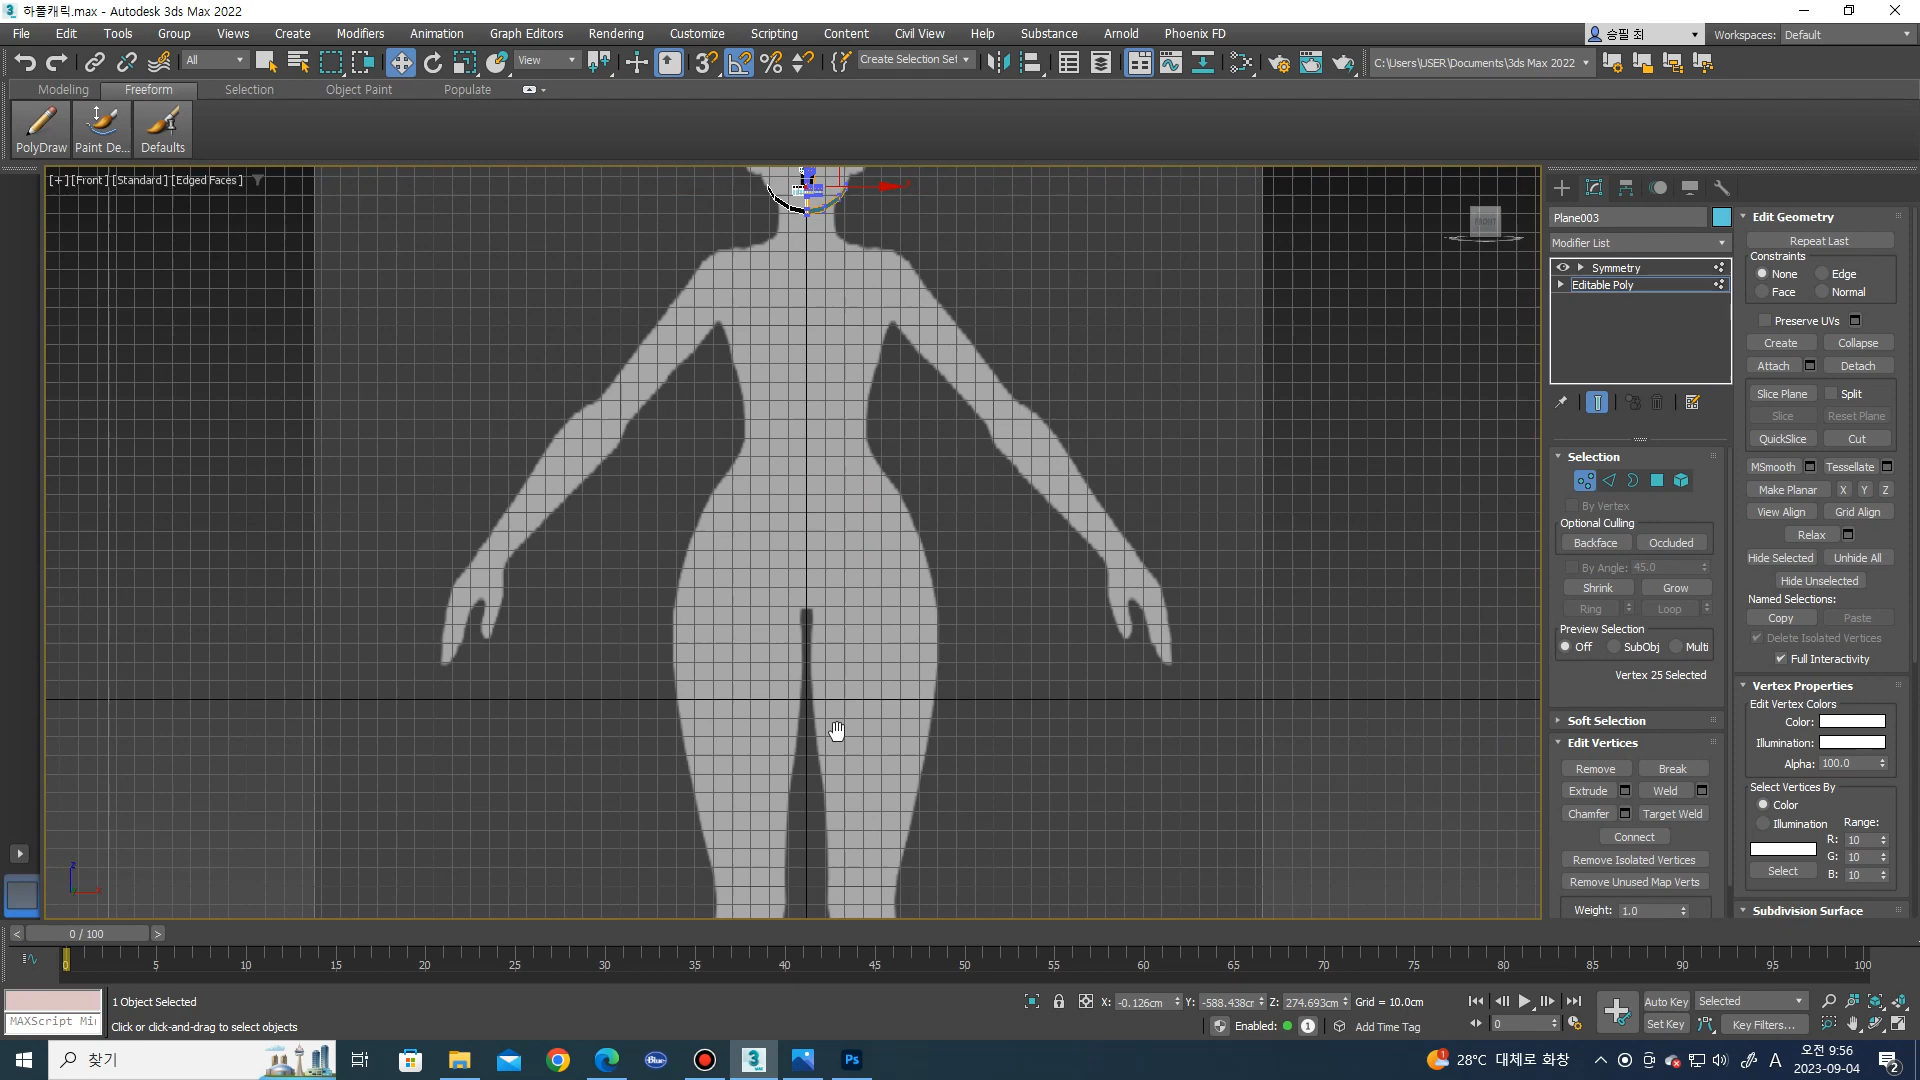 하폴캐릭.max - Autodesk 3ds Max 2022
File Edit Tools Group Views Create Modifiers Animation Graph Editors Rendering Customize Scripting Content Civil View Help Substance Arnold Phoenix FD
승필 최 Workspaces: Default
All View Create Selection Set C:\Users\USER\Documents\3ds Max 2022
Modeling Freeform Selection Object Paint Populate
PolyDraw Paint De... Defaults
[+] [Front] [Standard] [Edged Faces]
FRONT
Plane003
Modifier List
Symmetry
Editable Poly
Selection
By Vertex
Optional Culling
Backface Occluded
By Angle: 45.0
Shrink Grow
Ring Loop
Preview Selection
Off SubObj Multi
Vertex 25 Selected
Soft Selection
Edit Vertices
Remove Break
Extrude Weld
Chamfer Target Weld
Connect
Remove Isolated Vertices
Remove Unused Map Verts
Weight: 1.0
Edit Geometry
Repeat Last
Constraints
None Edge
Face Normal
Preserve UVs
Create Collapse
Attach Detach
Slice Plane Split
Slice Reset Plane
QuickSlice Cut
MSmooth Tessellate
Make Planar X Y Z
View Align Grid Align
Relax
Hide Selected Unhide All
Hide Unselected
Named Selections:
Copy Paste
Delete Isolated Vertices
Full Interactivity
Vertex Properties
Edit Vertex Colors
Color:
Illumination:
Alpha: 100.0
Select Vertices By
Color
Illumination Range:
R: 10
G: 10
Select B: 10
Subdivision Surface
z
< 0 / 100 >
0 5 10 15 20 25 30 35 40 45 50 55 60 65 70 75 80 85 90 95 100
1 Object Selected
MAXScript Mi
Click or click-and-drag to select objects
X: -0.126cm Y: -588.438cm Z: 274.693cm Grid = 10.0cm
Enabled: 1 Add Time Tag
0
Auto Key Selected
Set Key Key Filters...
찾기
Blue
3
MAX
Ps
1
28°C 대체로 화창
A
오전 9:56
2023-09-04
2